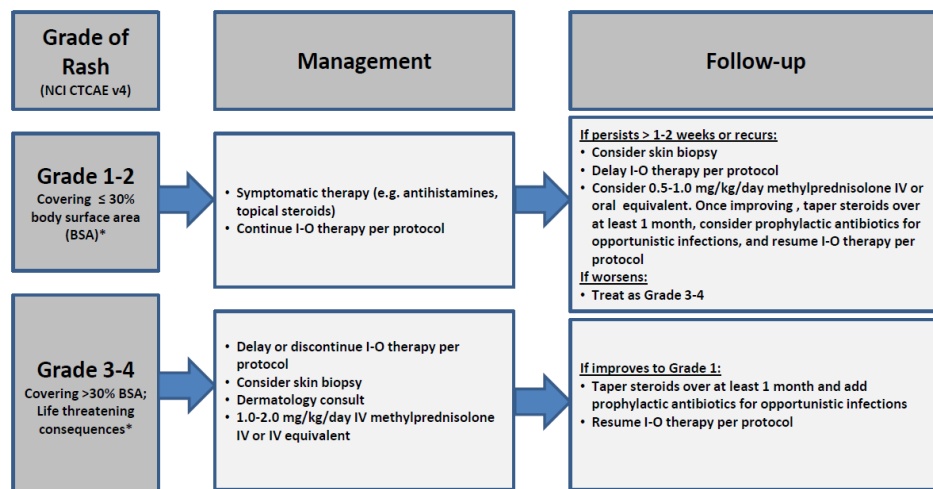 Grade of
Rash
(NCI CTCAE v4)
Management
Follow-up
Grade 1-2
Covering ≤ 30%
body surface area
(BSA)*
• Symptomatic therapy (e.g. antihistamines,
topical steroids)
• Continue I-O therapy per protocol
If persists > 1-2 weeks or recurs:
• Consider skin biopsy
• Delay I-O therapy per protocol
• Consider 0.5-1.0 mg/kg/day methylprednisolone IV or
oral equivalent. Once improving , taper steroids over
at least 1 month, consider prophylactic antibiotics for
opportunistic infections, and resume I-O therapy per
protocol
If worsens:
• Treat as Grade 3-4
Grade 3-4
Covering >30% BSA;
Life threatening
consequences*
• Delay or discontinue I-O therapy per
protocol
• Consider skin biopsy
• Dermatology consult
• 1.0-2.0 mg/kg/day IV methylprednisolone
IV or IV equivalent
If improves to Grade 1:
• Taper steroids over at least 1 month and add
prophylactic antibiotics for opportunistic infections
• Resume I-O therapy per protocol